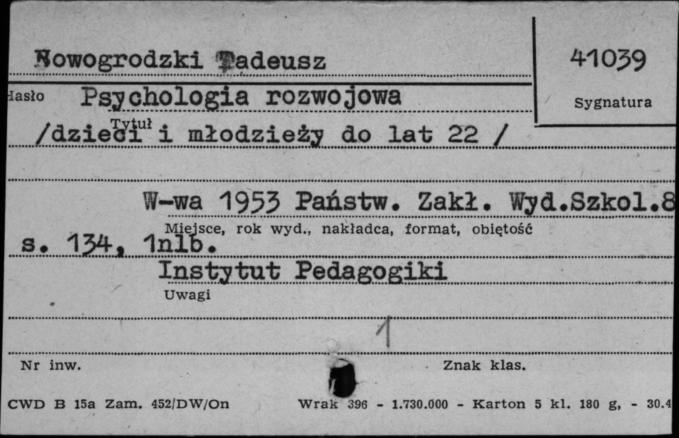 Nowogrodzki Tadeusz
41039
Hasło
Psychologia rozwojowa
Sygnatura
Tytuł
/dzieci i młodzieży do lat 22 /
W-wa 1953 Państw. Zakł. Wyd.Szkol.8
Miejsce, rok wyd., nakładca, format, objętość
s. 134, 1nlb.
Instytut Pedagogiki
Uwagi
1
Nr inw.
Znak klas.
CWD B 15a Zam. 452/DW/On Wrak 396 - 1.730.000 - Karton 5 kl. 180 g, - 30.4